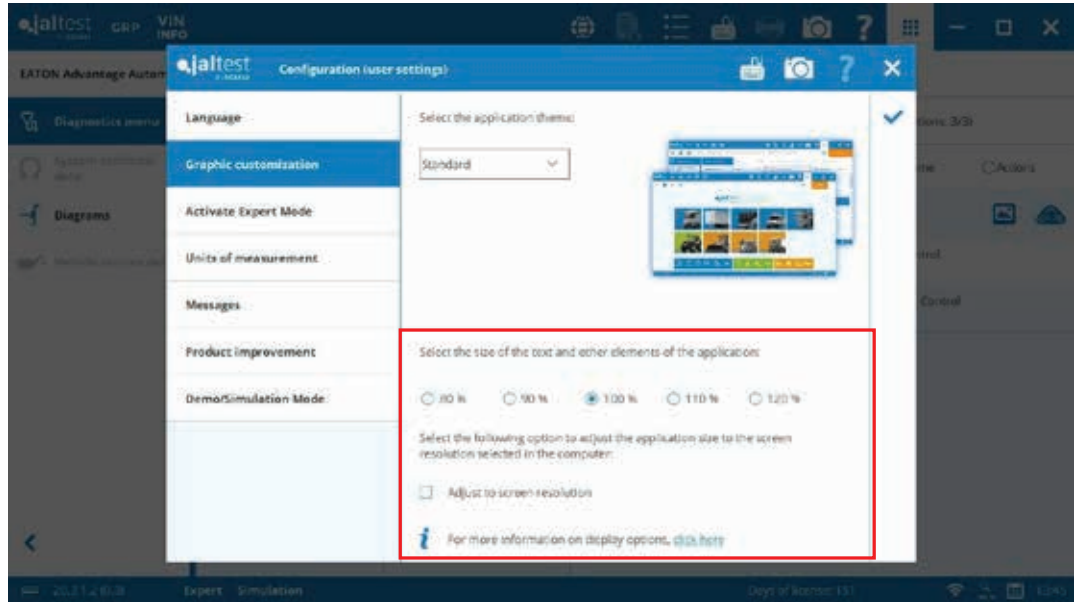 jaltest GRP VIN
INFO
?
EATON Advantage Autom
Diagnostics menu
Diagrams
Actions
Control
jaltest Configuration (user settings) ?
Language
Graphic customization
Activate Expert Mode
Units of measurement
Messages
Product improvement
Demo/Simulation Mode
Select the application theme:
Standard
Select the size of the text and other elements of the application:
80 % 90 % 100 % 110 % 120 %
Select the following option to adjust the application size to the screen
resolution selected in the computer:
Adjust to screen resolution
i For more information on display options, click here
Expert Simulation Days of license: 151